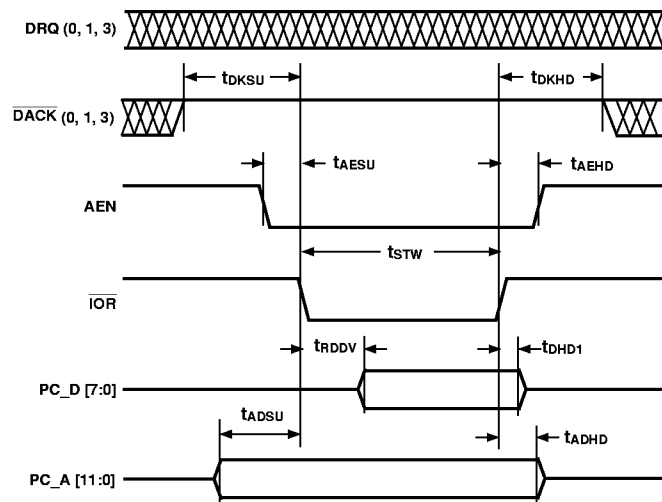 DRQ (0, 1, 3)
tDKSU
tDKHD
DACK (0, 1, 3)
tAESU
tAEHD
AEN
tSTW
IOR
tRDDV
tDHD1
PC_D [7:0]
tADSU
tADHD
PC_A [11:0]